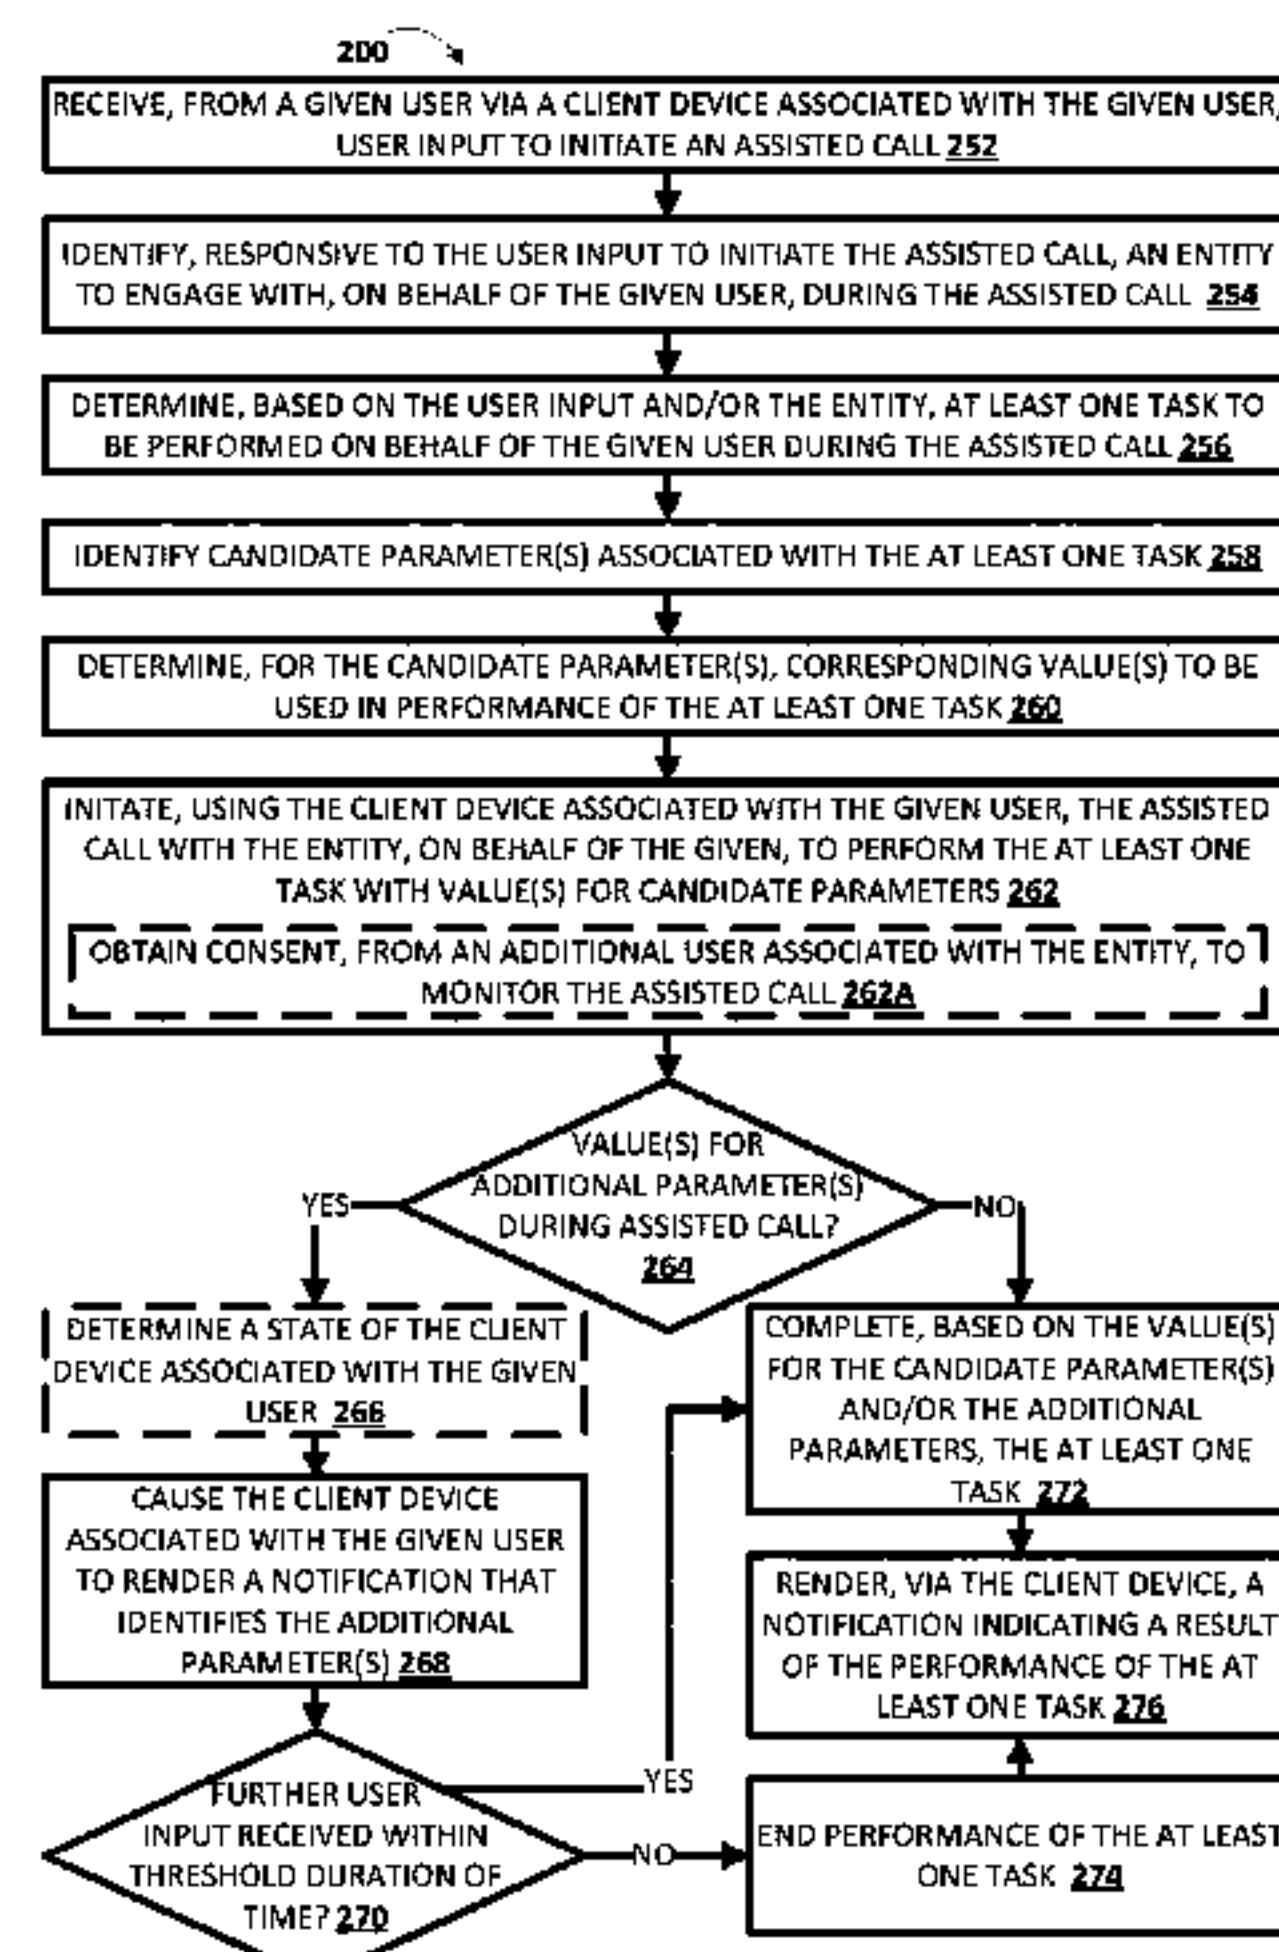 200
RECEIVE, FROM A GIVEN USER VIA A CLIENT DEVICE ASSOCIATED WITH THE GIVEN USER,
USER INPUT TO INITIATE AN ASSISTED CALL 252
IDENTIFY, RESPONSIVE TO THE USER INPUT TO INITIATE THE ASSISTED CALL, AN ENTITY
TO ENGAGE WITH, ON BEHALF OF THE GIVEN USER, DURING THE ASSISTED CALL 254
DETERMINE, BASED ON THE USER INPUT AND/OR THE ENTITY, AT LEAST ONE TASK TO
BE PERFORMED ON BEHALF OF THE GIVEN USER DURING THE ASSISTED CALL 256
IDENTIFY CANDIDATE PARAMETER(S) ASSOCIATED WITH THE AT LEAST ONE TASK 258
DETERMINE, FOR THE CANDIDATE PARAMETER(S), CORRESPONDING VALUE(S) TO BE
USED IN PERFORMANCE OF THE AT LEAST ONE TASK 260
INITATE, USING THE CLIENT DEVICE ASSOCIATED WITH THE GIVEN USER, THE ASSISTED
CALL WITH THE ENTITY, ON BEHALF OF THE GIVEN, TO PERFORM THE AT LEAST ONE
TASK WITH VALUE(S) FOR CANDIDATE PARAMETERS 262
OBTAIN CONSENT, FROM AN ADDITIONAL USER ASSOCIATED WITH THE ENTITY, TO
MONITOR THE ASSISTED CALL 262A
VALUE(S) FOR
ADDITIONAL PARAMETER(S)
DURING ASSISTED CALL?
264
YES
NO
DETERMINE A STATE OF THE CLIENT
DEVICE ASSOCIATED WITH THE GIVEN
USER 266
CAUSE THE CLIENT DEVICE
ASSOCIATED WITH THE GIVEN USER
TO RENDER A NOTIFICATION THAT
IDENTIFIES THE ADDITIONAL
PARAMETER(S) 268
FURTHER USER
INPUT RECEIVED WITHIN
THRESHOLD DURATION OF
TIME? 270
YES
NO
COMPLETE, BASED ON THE VALUE(S)
FOR THE CANDIDATE PARAMETER(S)
AND/OR THE ADDITIONAL
PARAMETERS, THE AT LEAST ONE
TASK 272
RENDER, VIA THE CLIENT DEVICE, A
NOTIFICATION INDICATING A RESULT
OF THE PERFORMANCE OF THE AT
LEAST ONE TASK 276
END PERFORMANCE OF THE AT LEAST
ONE TASK 274